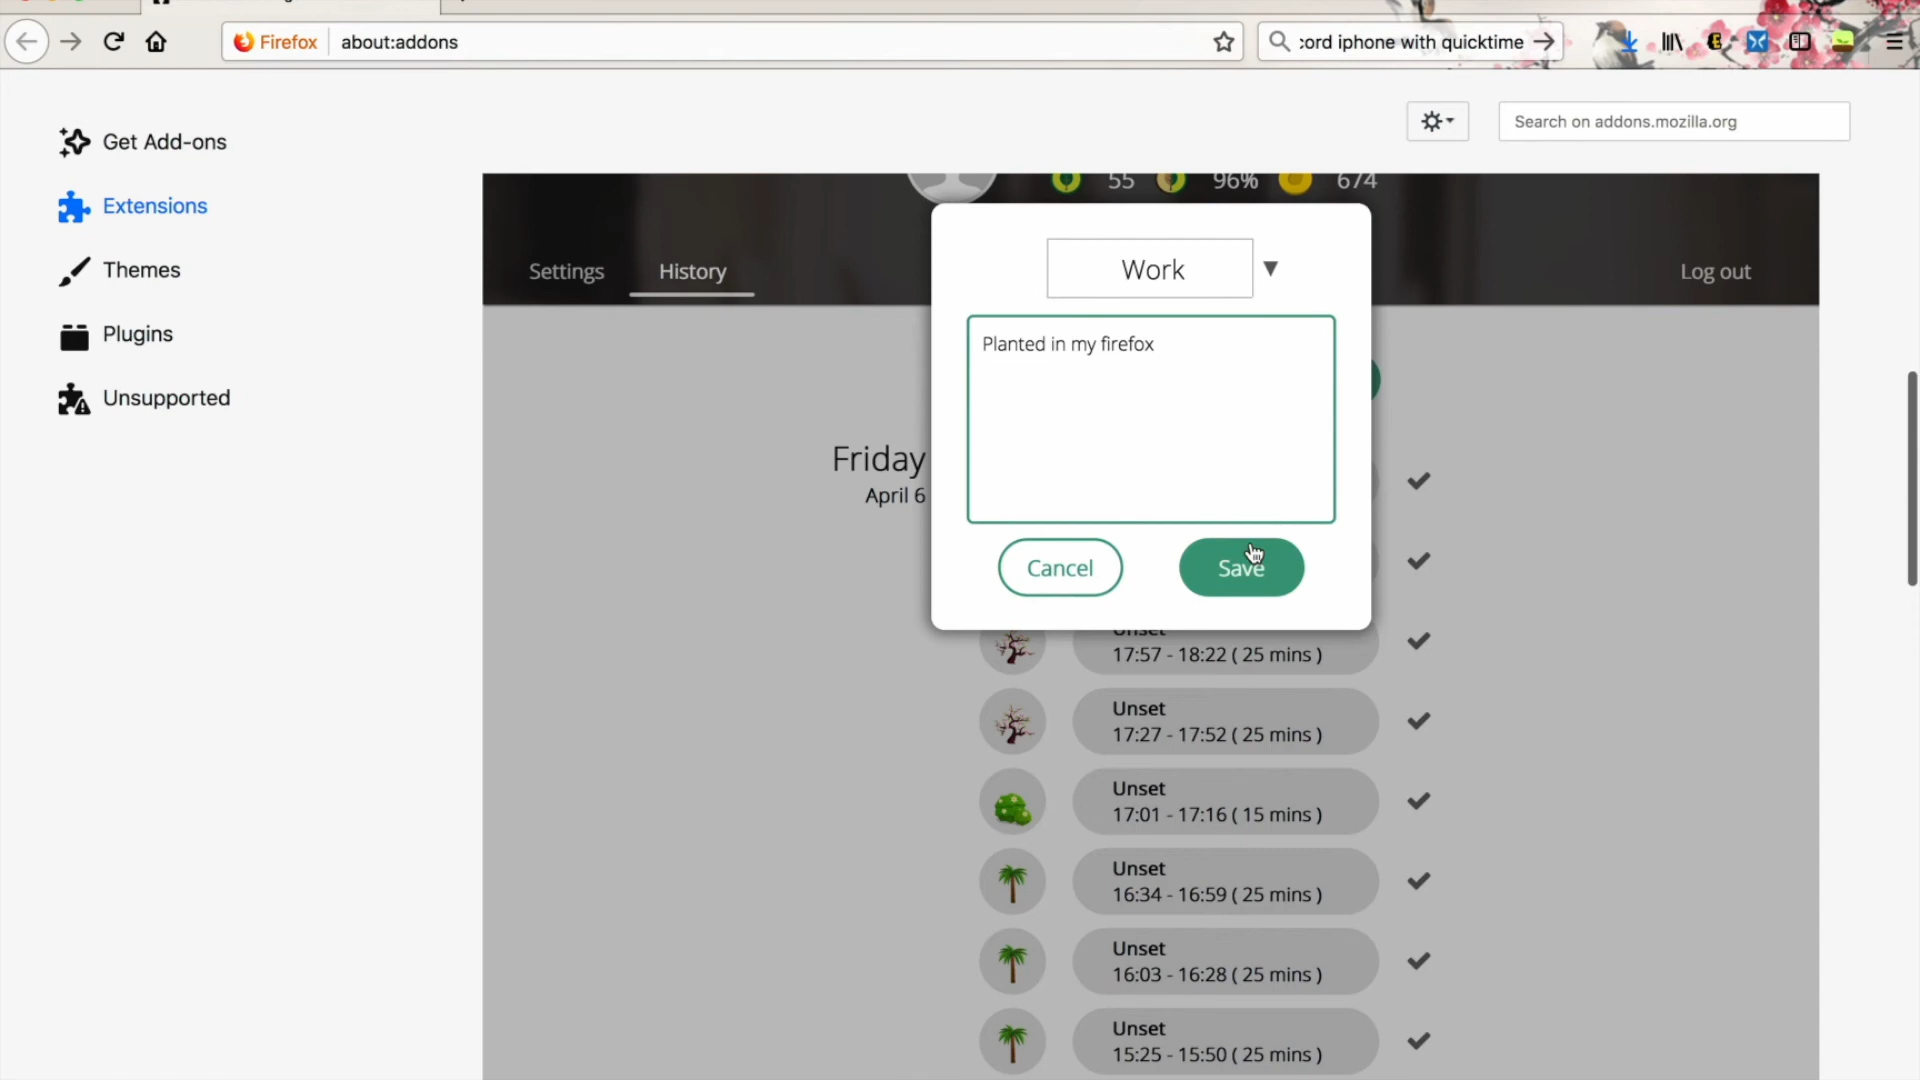 Firefox
about:addons
cord iphone with quicktime
Get Add-ons
Search on addons.mozilla.org
Extensions
55 96% 674
Themes
Settings History Log out
Work
Plugins
Planted in my firefox
Unsupported
Friday
April 6
Cancel Save
Unset
17:57 - 18:22 ( 25 mins )
Unset
17:27 - 17:52 ( 25 mins )
Unset
17:01 - 17:16 ( 15 mins )
Unset
16:34 - 16:59 ( 25 mins )
Unset
16:03 - 16:28 ( 25 mins )
Unset
15:25 - 15:50 ( 25 mins )